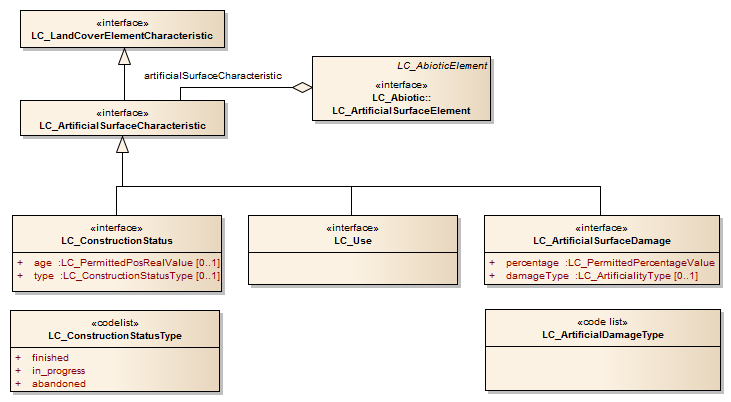 «interface»
LC_LandCoverElementCharacteristic
artificialSurfaceCharacteristic
LC_AbioticElement
«interface»
LC_Abiotic::
LC_ArtificialSurfaceElement
«interface»
LC_ArtificialSurfaceCharacteristic
«interface»
LC_ConstructionStatus
+ age :LC_PermittedPosRealValue [0..1]
+ type :LC_ConstructionStatusType [0..1]
«interface»
LC_Use
«interface»
LC_ArtificialSurfaceDamage
+ percentage :LC_PermittedPercentageValue
+ damageType :LC_ArtificialityType [0..1]
«codelist»
LC_ConstructionStatusType
+ finished
+ in_progress
+ abandoned
«code list»
LC_ArtificialDamageType